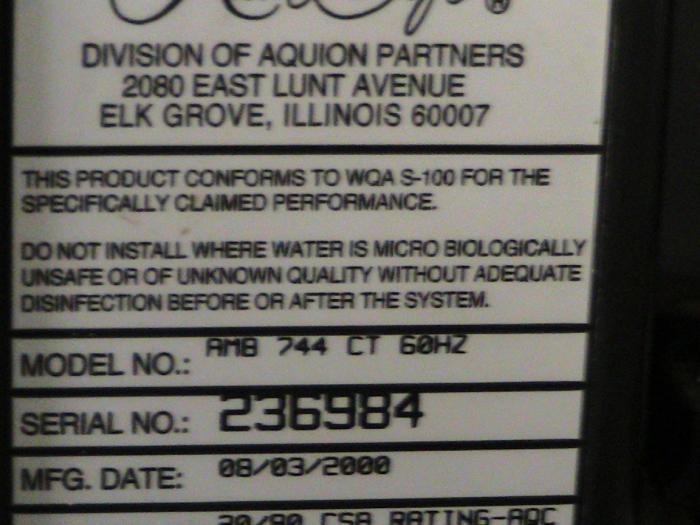 DIVISION OF AQUION PARTNERS
2080 EAST LUNT AVENUE
ELK GROVE, ILLINOIS 60007
THIS PRODUCT CONFORMS TO WQA S-100 FOR THE
SPECIFICALLY CLAIMED PERFORMANCE.
DO NOT INSTALL WHERE WATER IS MICRO BIOLOGICALLY
UNSAFE OR OF UNKNOWN QUALITY WITHOUT ADEQUATE
DISINFECTION BEFORE OR AFTER THE SYSTEM.
MODEL NO.: AMB 744 CT 60HZ
SERIAL NO.: 236984
MFG. DATE: 08/03/2000
CSA RATING-AQC